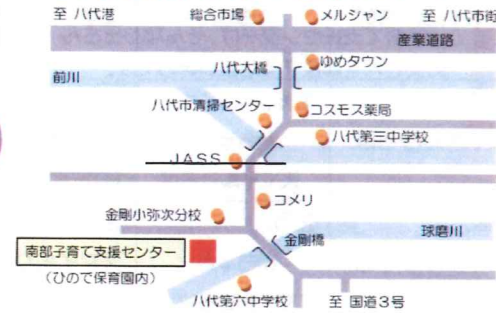 至 八代港
総合市場
メルシャン
至 八代市街
産業道路
八代大橋
ゆめタウン
前川
八代市清掃センター
コスモス薬局
八代第三中学校
JASS
コメリ
金剛小弥次分校
金剛橋
球磨川
南部子育て支援センター
(ひので保育園内)
八代第六中学校
至 国道3号